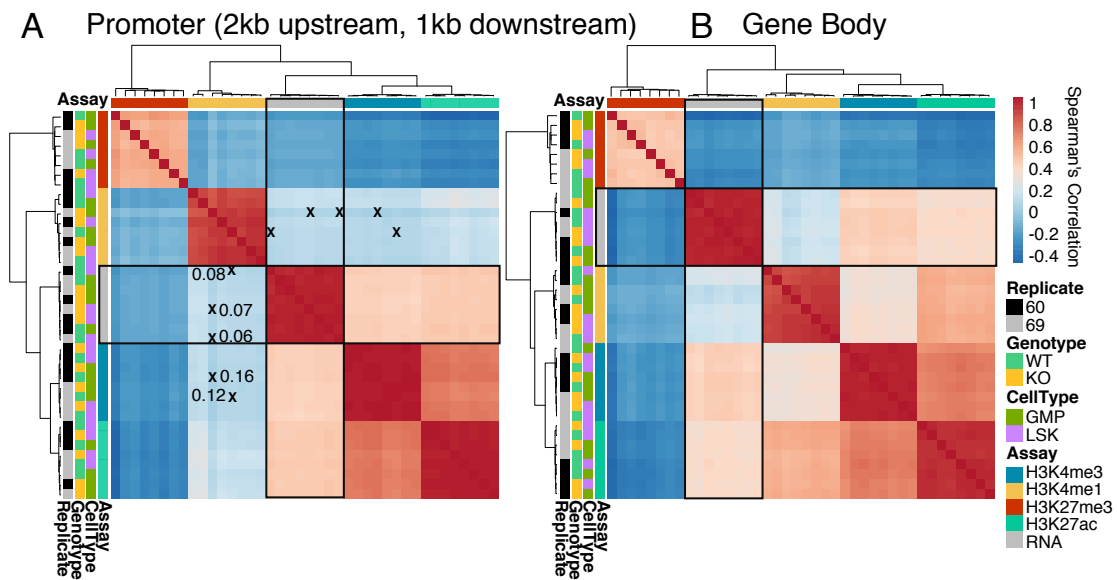 A Promoter (2kb upstream, 1kb downstream)
B Gene Body
Assay
Assay
x x x
x x
0.08 x
x 0.07
x 0.06
x 0.16
0.12 x
Replicate
Genotype
CellType
Assay
Replicate
Genotype
CellType
Assay
1
0.8
0.6
0.4
0.2
0
-0.2
-0.4
Spearman's Correlation
Replicate
60
69
Genotype
WT
KO
CellType
GMP
LSK
Assay
H3K4me3
H3K4me1
H3K27me3
H3K27ac
RNA